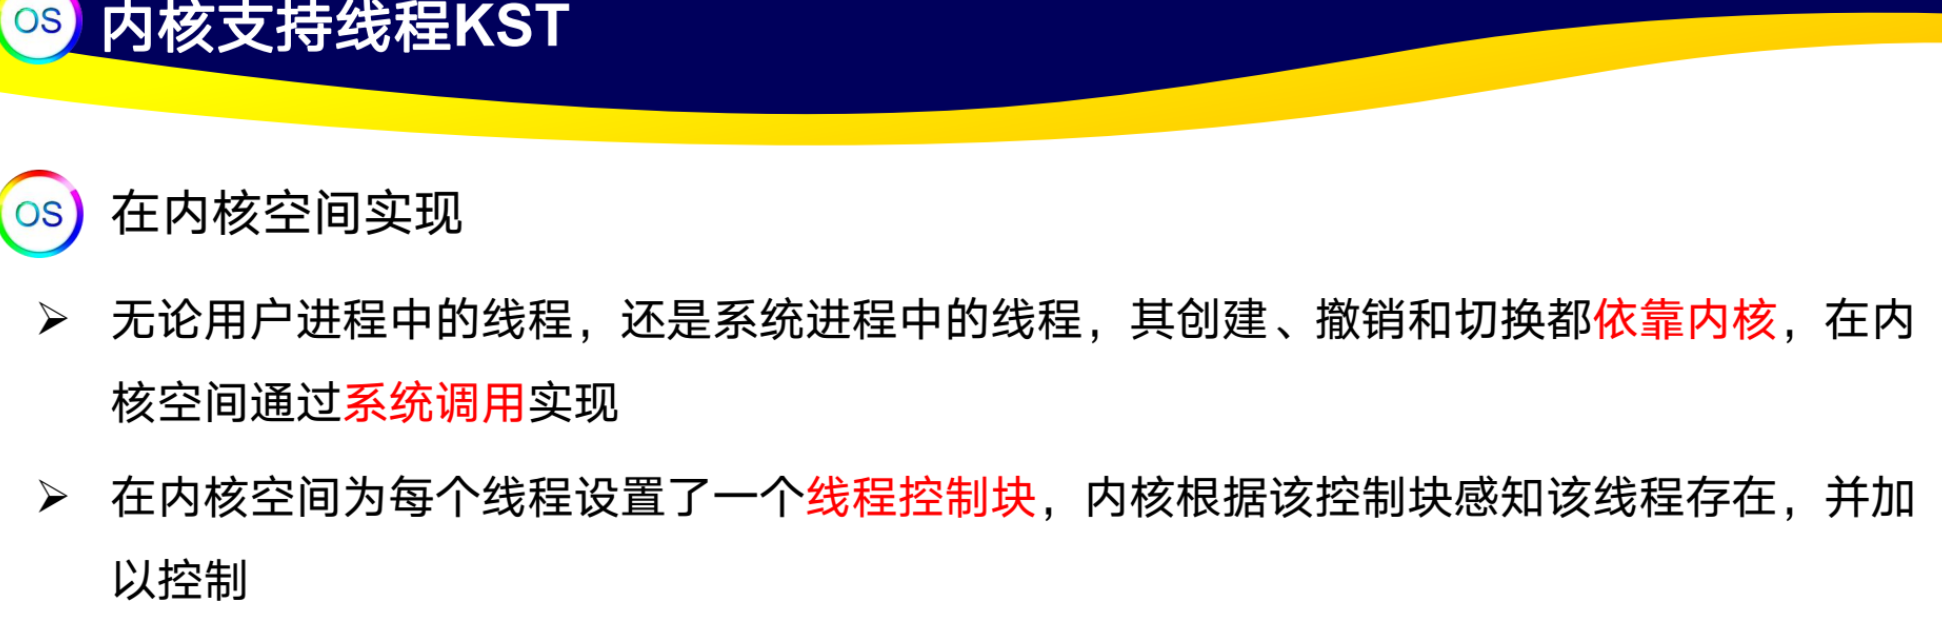 OS 内核支持线程KST
OS 在内核空间实现
➢ 无论用户进程中的线程，还是系统进程中的线程，其创建、撤销和切换都依靠内核，在内
核空间通过系统调用实现
➢ 在内核空间为每个线程设置了一个线程控制块，内核根据该控制块感知该线程存在，并加
以控制